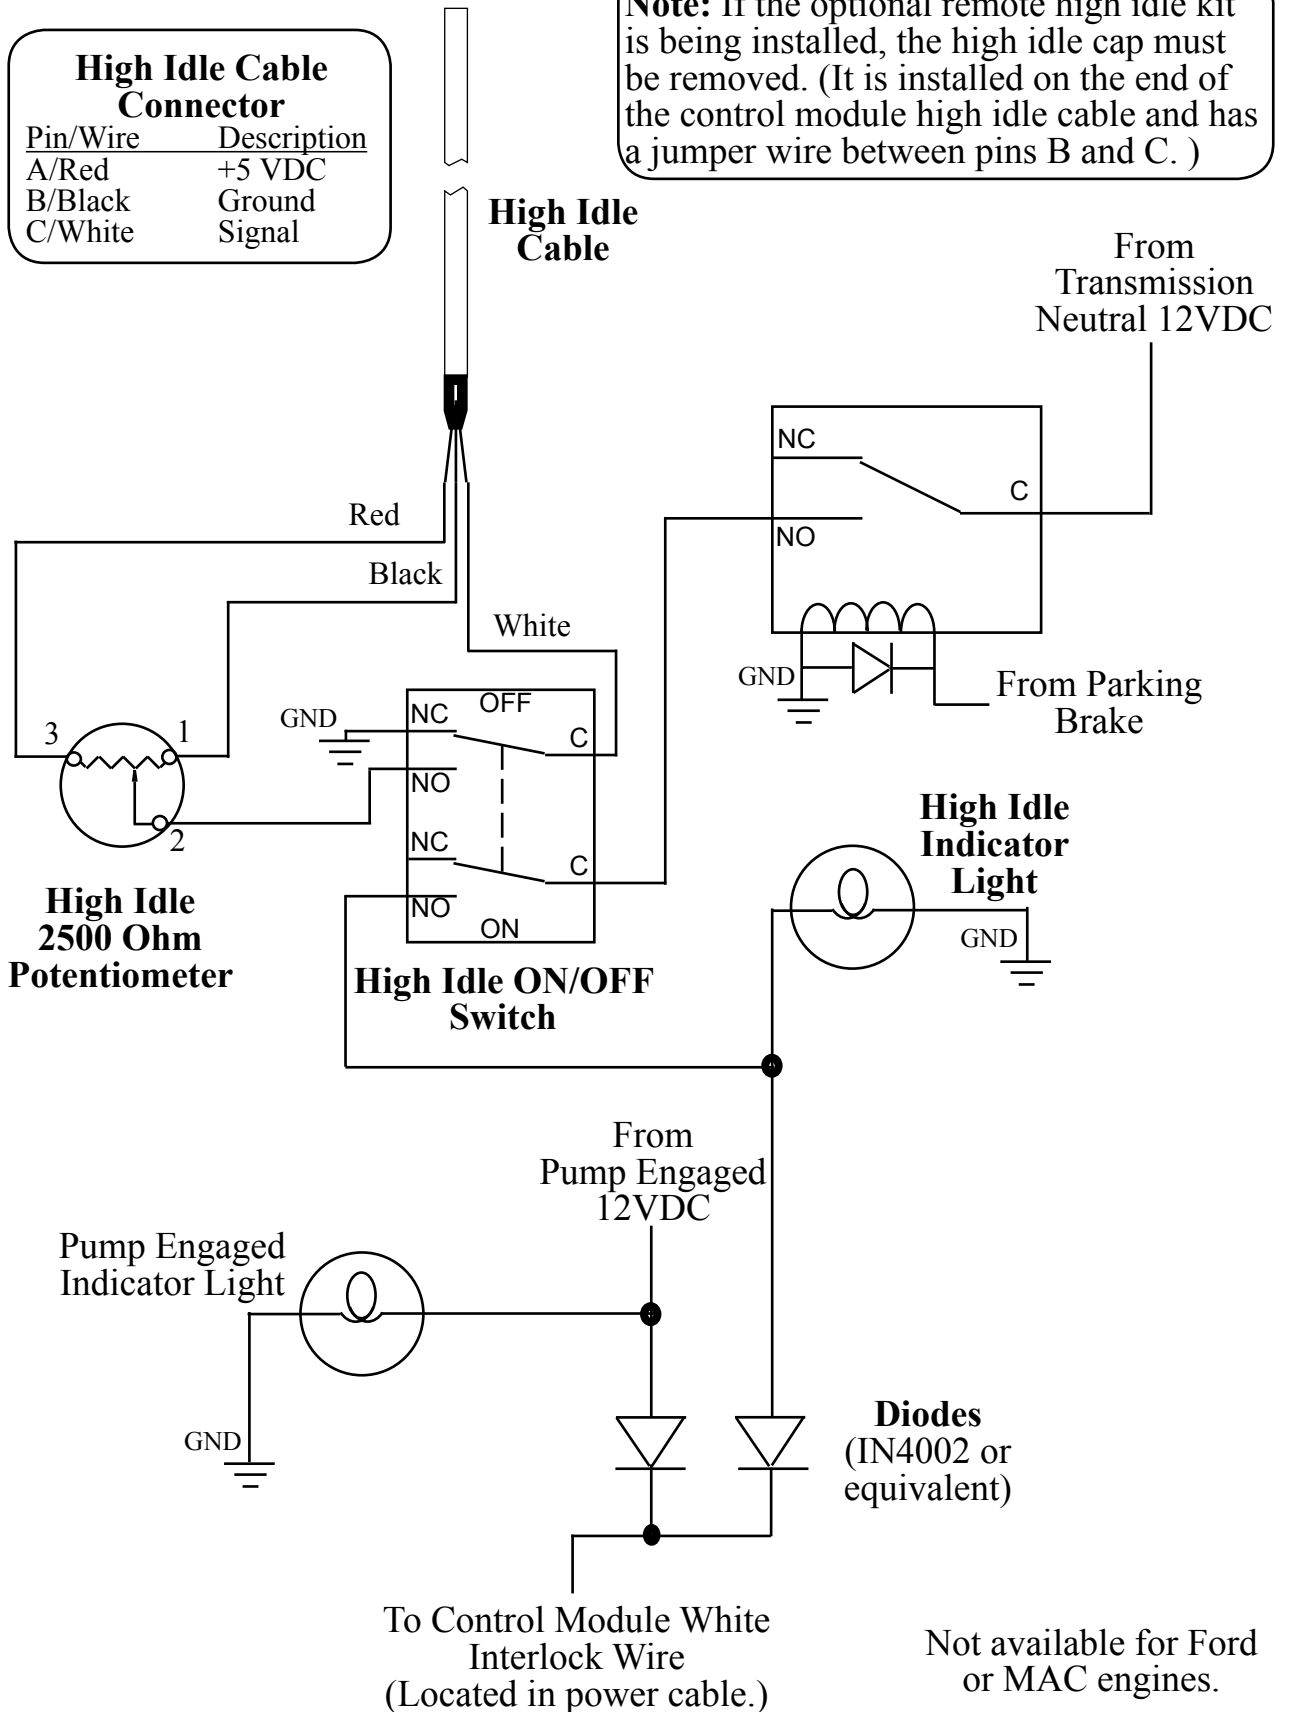 High Idle Cable
Connector
Pin/Wire Description
A/Red +5 VDC
B/Black Ground
C/White Signal
Note: If the optional remote high idle kit
is being installed, the high idle cap must
be removed. (It is installed on the end of
the control module high idle cable and has
a jumper wire between pins B and C. )
High Idle
Cable
From
Transmission
Neutral 12VDC
NC
C
NO
GND
From Parking
Brake
Red
Black
White
3
1
2
GND
NC
OFF
C
NO
NC
C
NO
ON
High Idle
2500 Ohm
Potentiometer
High Idle ON/OFF
Switch
High Idle
Indicator
Light
GND
From
Pump Engaged
12VDC
Pump Engaged
Indicator Light
GND
Diodes
(IN4002 or
equivalent)
To Control Module White
Interlock Wire
(Located in power cable.)
Not available for Ford
or MAC engines.